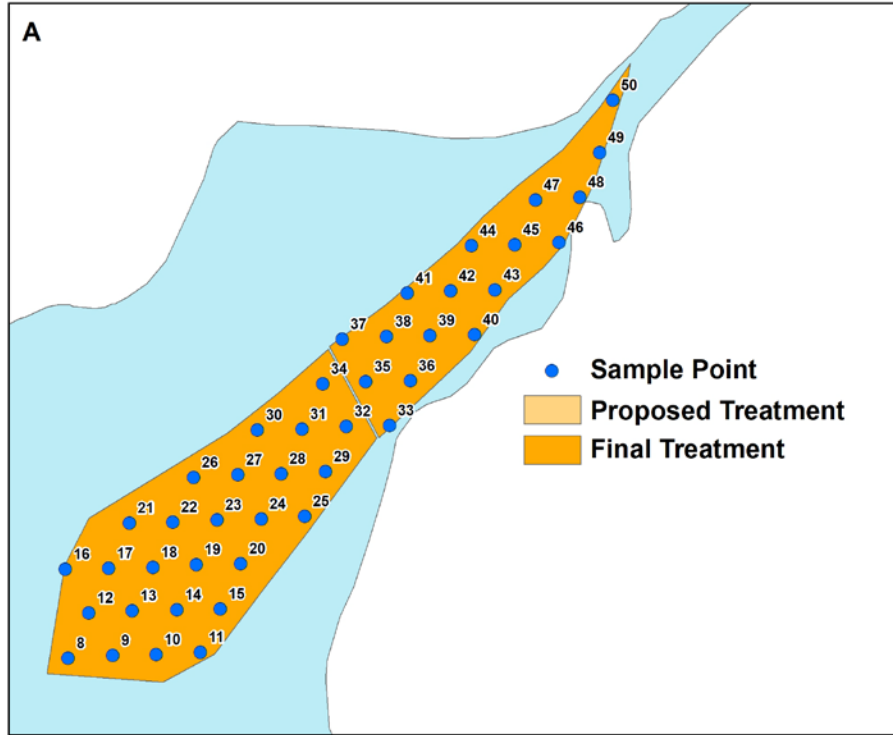 A
50
49
47 48
44 45 46
41 42 43
37 38 39 40
34 35 36
Sample Point
30 31 32 33
Proposed Treatment
26 27 28 29
Final Treatment
21 22 23 24 25
16 17 18 19 20
12 13 14 15
8 9 10 11